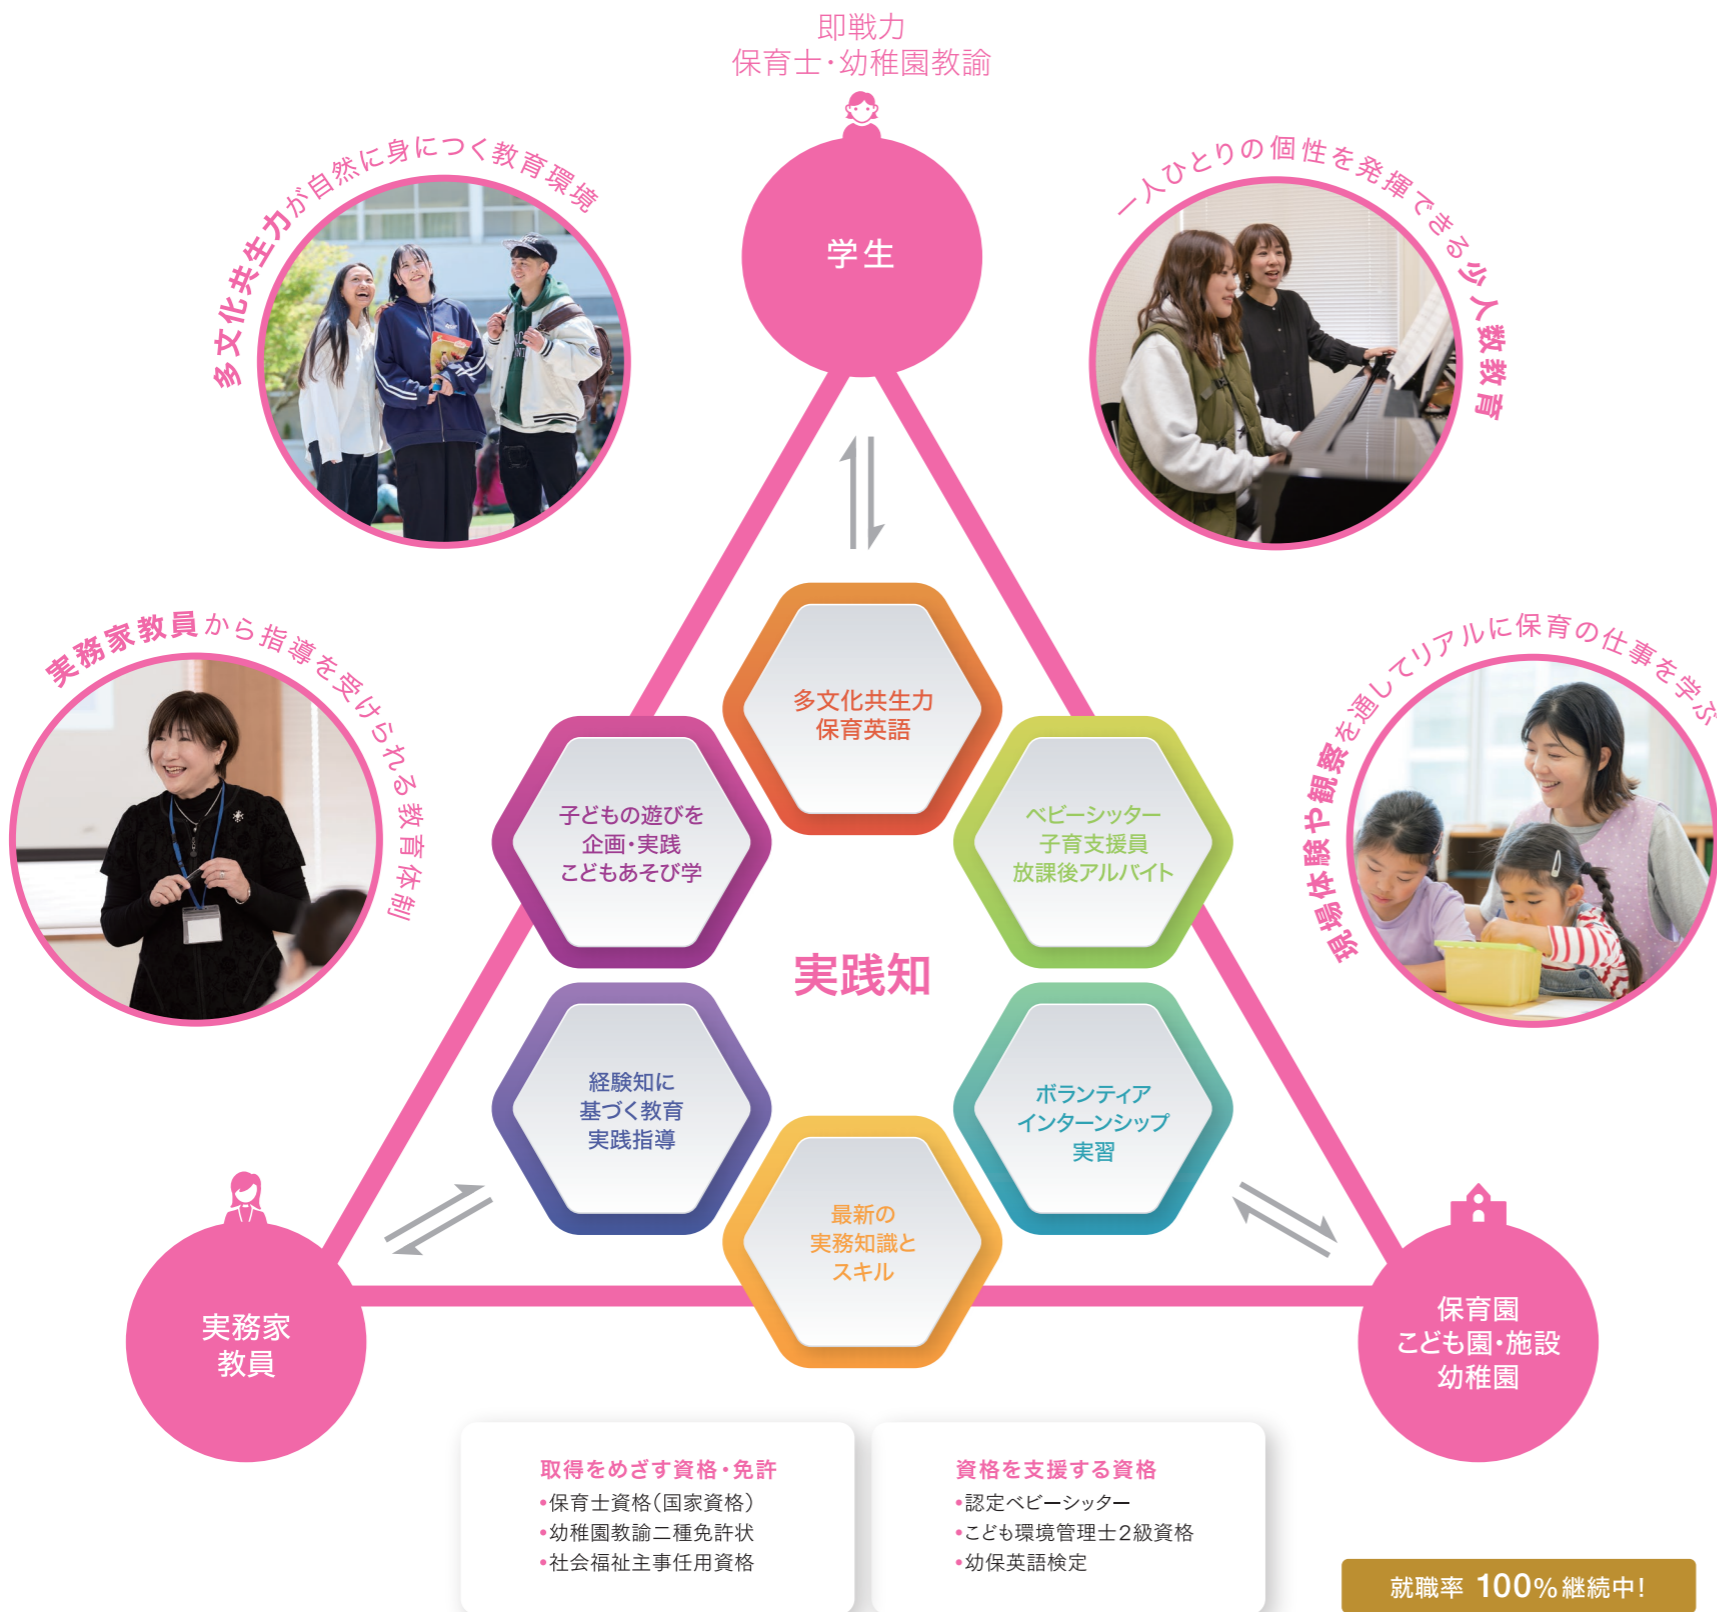 即戦力
保育士・幼稚園教諭
学生
多文化共生力が自然に身につく教育環境
一人ひとりの個性を発揮できる少人数教育
実務家教員から指導を受けられる教育体制
現場体験や観察を通してリアルに保育の仕事を学ぶ
多文化共生力
保育英語
子どもの遊びを
企画・実践
こどもあそび学
ベビーシッター
子育支援員
放課後アルバイト
実践知
経験知に
基づく教育
実践指導
ボランティア
インターンシップ
実習
最新の
実務知識と
スキル
実務家
教員
保育園
こども園・施設
幼稚園
取得をめざす資格・免許
•保育士資格(国家資格)
•幼稚園教諭二種免許状
•社会福祉主事任用資格
資格を支援する資格
•認定ベビーシッター
•こども環境管理士2級資格
•幼保英語検定
就職率 100%継続中!